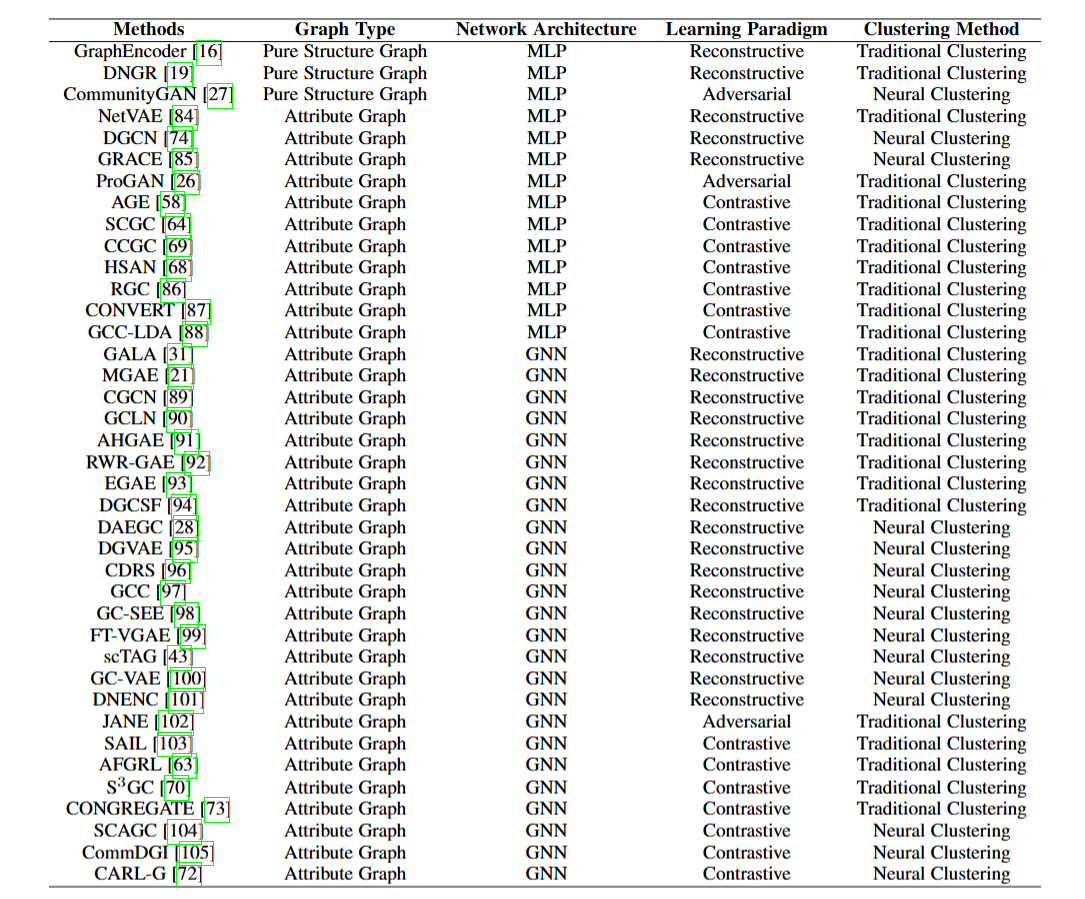 Methods Graph Type Network Architecture Learning Paradigm Clustering Method
GraphEncoder [16] Pure Structure Graph MLP Reconstructive Traditional Clustering
DNGR [19] Pure Structure Graph MLP Reconstructive Traditional Clustering
CommunityGAN [27] Pure Structure Graph MLP Adversarial Neural Clustering
NetVAE [84] Attribute Graph MLP Reconstructive Traditional Clustering
DGCN [74] Attribute Graph MLP Reconstructive Neural Clustering
GRACE [85] Attribute Graph MLP Reconstructive Neural Clustering
ProGAN [26] Attribute Graph MLP Adversarial Traditional Clustering
AGE [58] Attribute Graph MLP Contrastive Traditional Clustering
SCGC [64] Attribute Graph MLP Contrastive Traditional Clustering
CCGC [69] Attribute Graph MLP Contrastive Traditional Clustering
HSAN [68] Attribute Graph MLP Contrastive Traditional Clustering
RGC [86] Attribute Graph MLP Contrastive Traditional Clustering
CONVERT [87] Attribute Graph MLP Contrastive Traditional Clustering
GCC-LDA [88] Attribute Graph MLP Contrastive Traditional Clustering
GALA [31] Attribute Graph GNN Reconstructive Traditional Clustering
MGAE [21] Attribute Graph GNN Reconstructive Traditional Clustering
CGCN [89] Attribute Graph GNN Reconstructive Traditional Clustering
GCLN [90] Attribute Graph GNN Reconstructive Traditional Clustering
AHGAE [91] Attribute Graph GNN Reconstructive Traditional Clustering
RWR-GAE [92] Attribute Graph GNN Reconstructive Traditional Clustering
EGAE [93] Attribute Graph GNN Reconstructive Traditional Clustering
DGCSF [94] Attribute Graph GNN Reconstructive Traditional Clustering
DAEGC [28] Attribute Graph GNN Reconstructive Neural Clustering
DGVAE [95] Attribute Graph GNN Reconstructive Neural Clustering
CDRS [96] Attribute Graph GNN Reconstructive Neural Clustering
GCC [97] Attribute Graph GNN Reconstructive Neural Clustering
GC-SEE [98] Attribute Graph GNN Reconstructive Neural Clustering
FT-VGAE [99] Attribute Graph GNN Reconstructive Neural Clustering
scTAG [43] Attribute Graph GNN Reconstructive Neural Clustering
GC-VAE [100] Attribute Graph GNN Reconstructive Neural Clustering
DNENC [101] Attribute Graph GNN Reconstructive Neural Clustering
JANE [102] Attribute Graph GNN Adversarial Traditional Clustering
SAIL [103] Attribute Graph GNN Contrastive Traditional Clustering
AFGRL [63] Attribute Graph GNN Contrastive Traditional Clustering
S³GC [70] Attribute Graph GNN Contrastive Traditional Clustering
CONGREGATE [73] Attribute Graph GNN Contrastive Traditional Clustering
SCAGC [104] Attribute Graph GNN Contrastive Neural Clustering
CommDGI [105] Attribute Graph GNN Contrastive Neural Clustering
CARL-G [72] Attribute Graph GNN Contrastive Neural Clustering